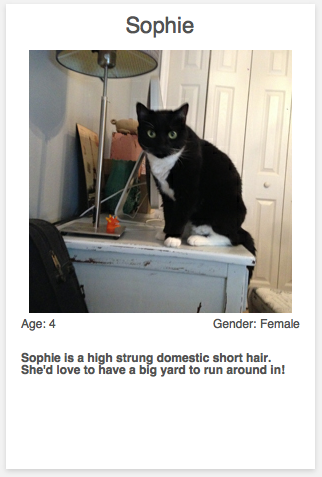 Sophie
Age: 4 Gender: Female
Sophie is a high strung domestic short hair.
She'd love to have a big yard to run around in!